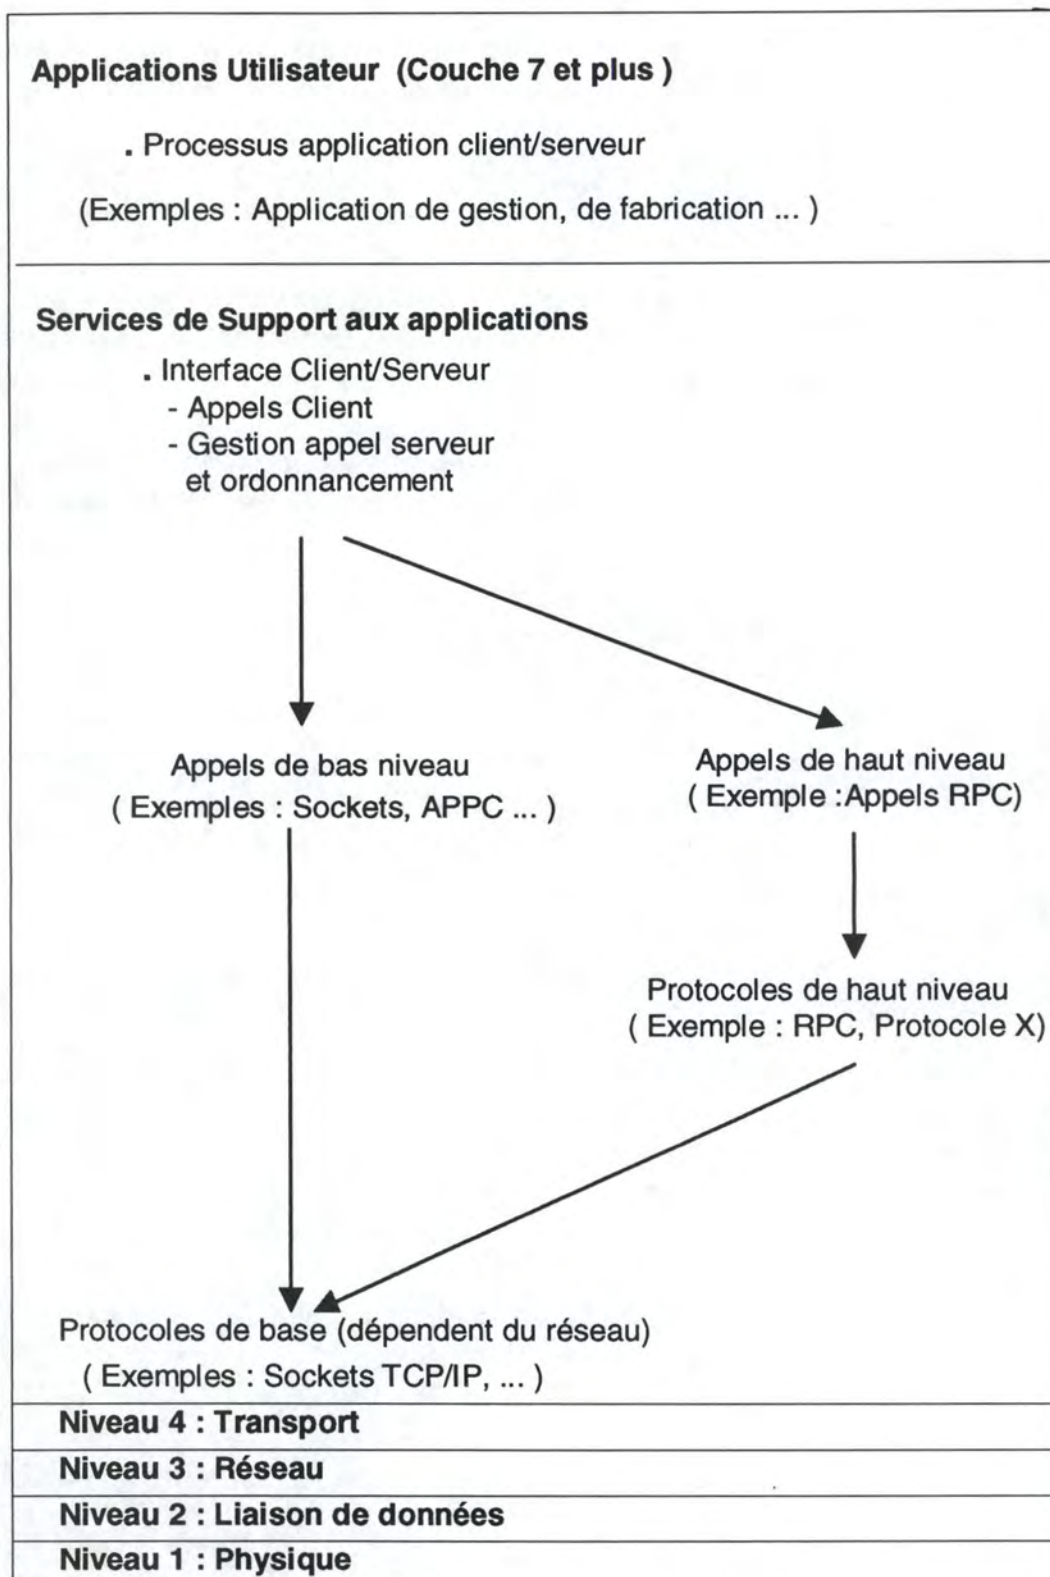 Applications Utilisateur (Couche 7 et plus )
. Processus application client/serveur
(Exemples : Application de gestion, de fabrication ... )
Services de Support aux applications
. Interface Client/Serveur
- Appels Client
- Gestion appel serveur
et ordonnancement
Appels de bas niveau
( Exemples : Sockets, APPC ... )
Appels de haut niveau
( Exemple :Appels RPC)
Protocoles de haut niveau
( Exemple : RPC, Protocole X)
Protocoles de base (dépendent du réseau)
( Exemples : Sockets TCP/IP, ... )
Niveau 4 : Transport
Niveau 3 : Réseau
Niveau 2 : Liaison de données
Niveau 1 : Physique